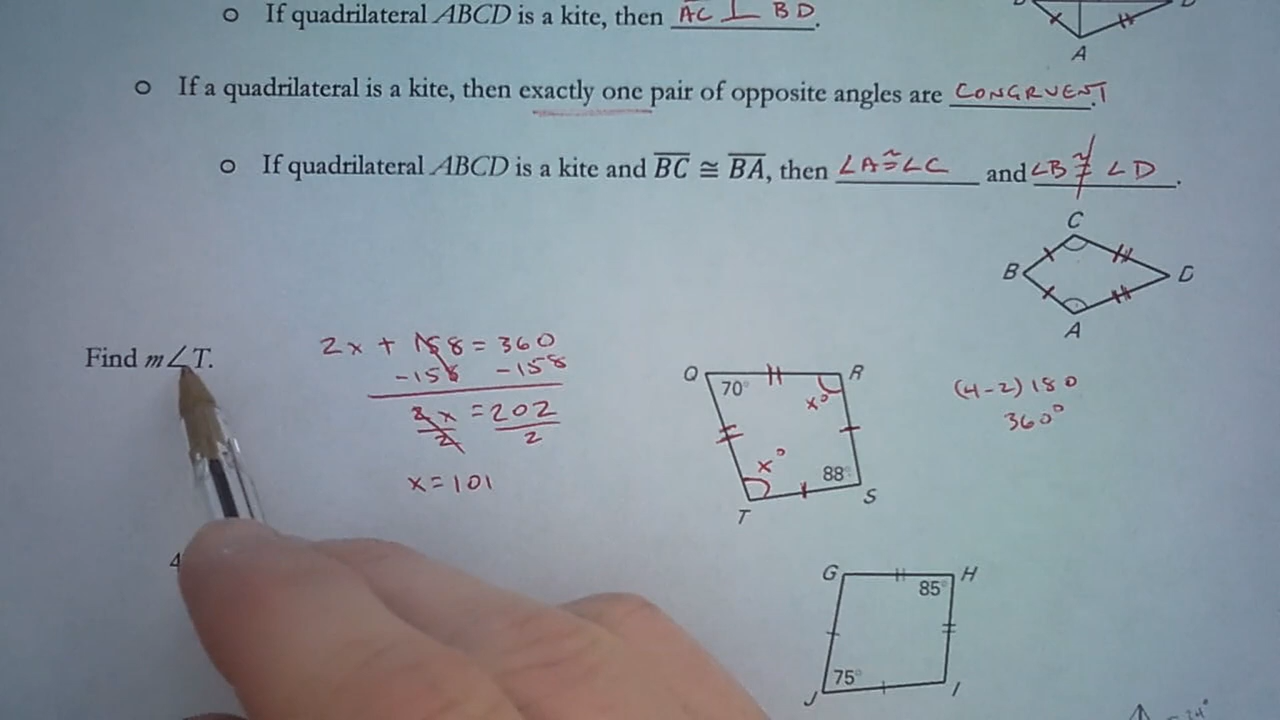 o If quadrilateral ABCD is a kite, then AC ⊥ BD.
A
o If a quadrilateral is a kite, then exactly one pair of opposite angles are CONGRUENT.
o If quadrilateral ABCD is a kite and BC ≅ BA, then ∠A≅∠C and ∠B ≇ ∠D.
C
B D
A
Find m∠T.
2x + 158 = 360
-158 -158
2x = 202
2 2
x = 101
Q R
70°
x°
x°
88°
T S
(4-2)180
360°
4
G H
85°
75°
J I